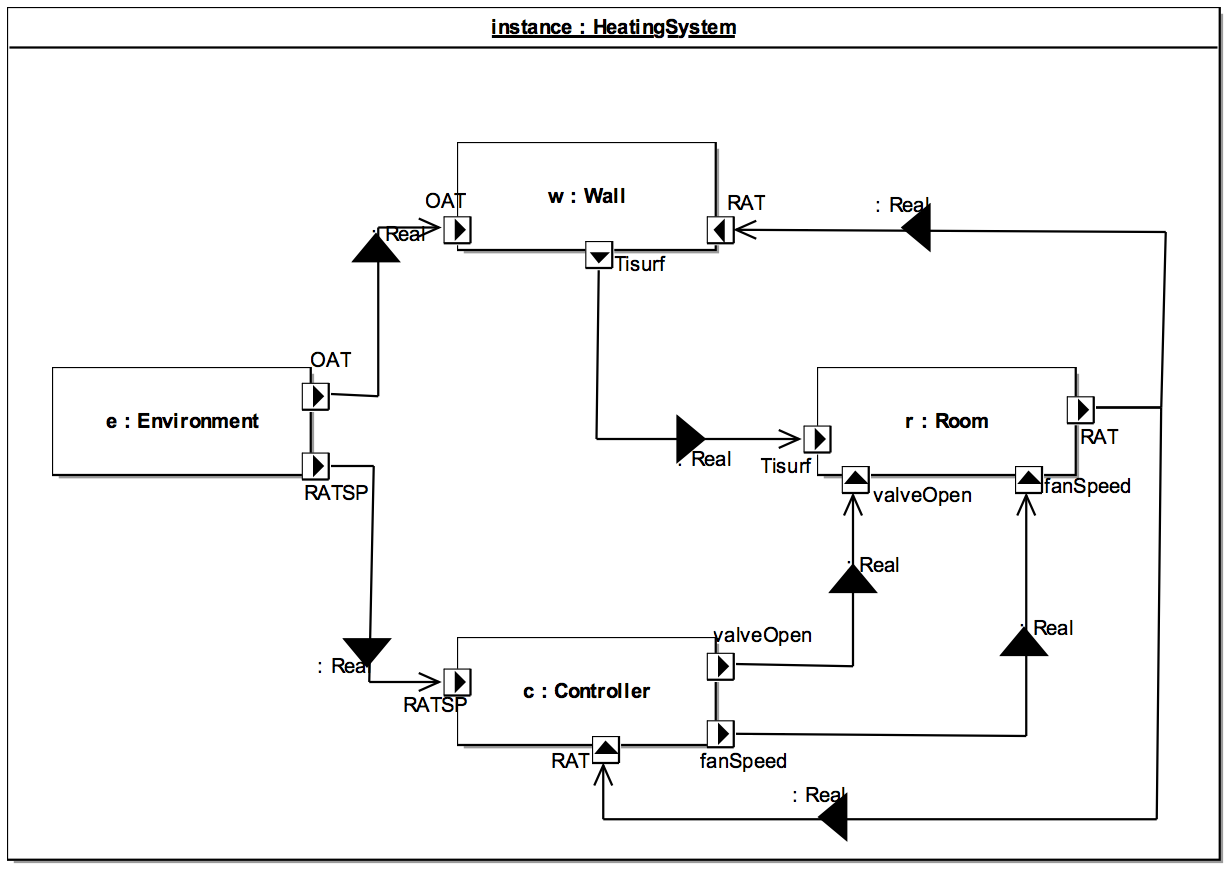 instance : HeatingSystem
OAT
w : Wall
RAT
: Real
: Real
Tisurf
OAT
e : Environment
r : Room
RAT
: Real
Tisurf
RATSP
valveOpen
fanSpeed
: Real
: Real
valveOpen
: Real
c : Controller
RATSP
RAT
fanSpeed
: Real